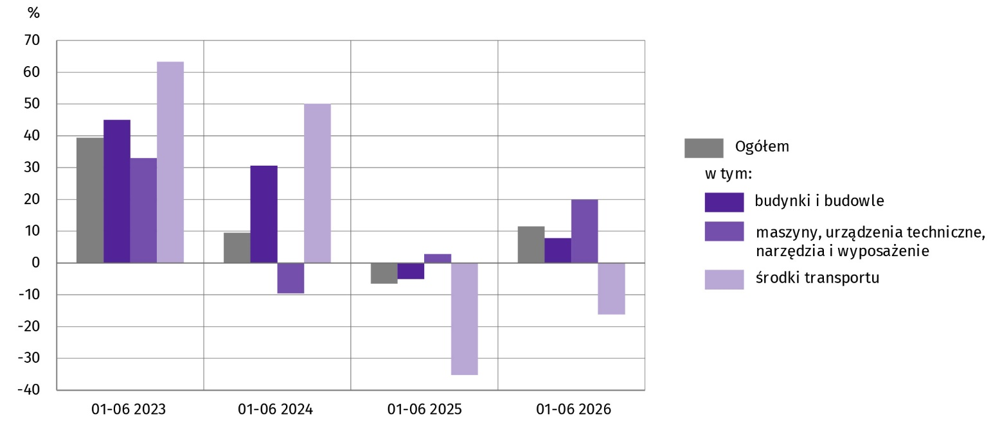 %
70
60
50
40
30
20
10
0
-10
-20
-30
-40
01-06 2023
01-06 2024
01-06 2025
01-06 2026
Ogółem
w tym:
budynki i budowle
maszyny, urządzenia techniczne,
narzędzia i wyposażenie
środki transportu